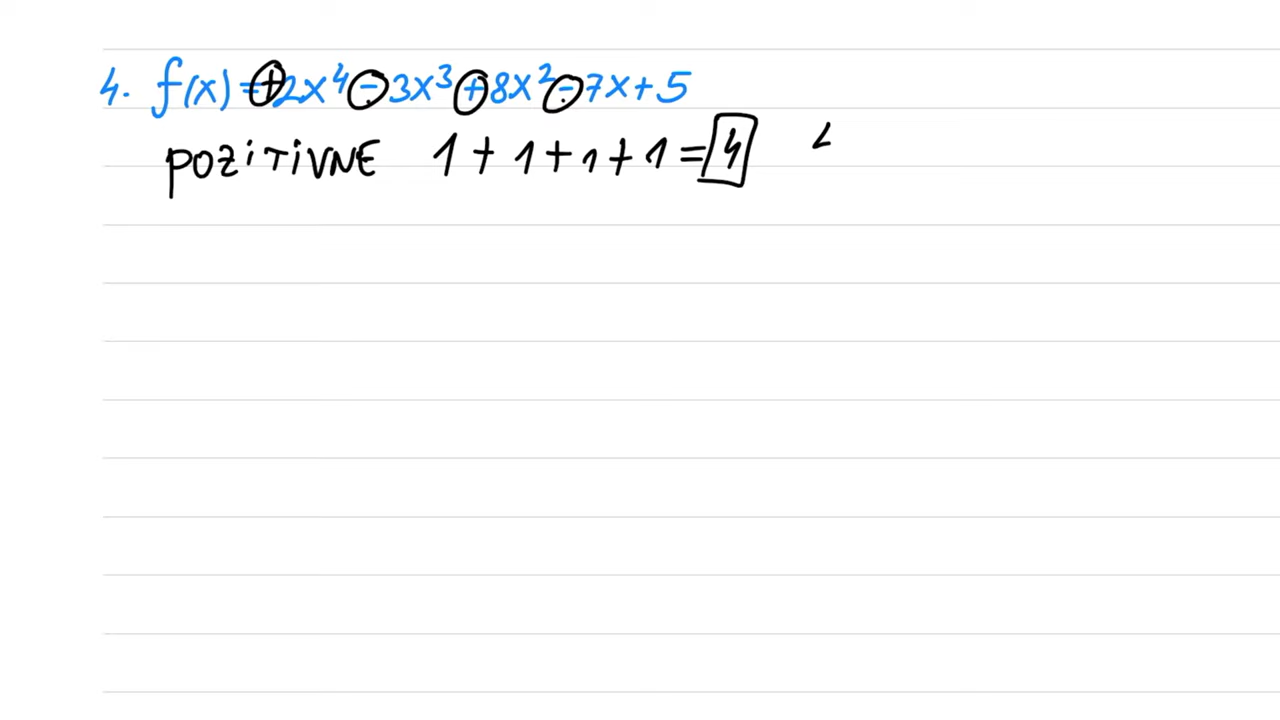 4. f(x)=+2x⁴-3x³+8x²-7x+5
POZITIVNE 1+1+1+1=4